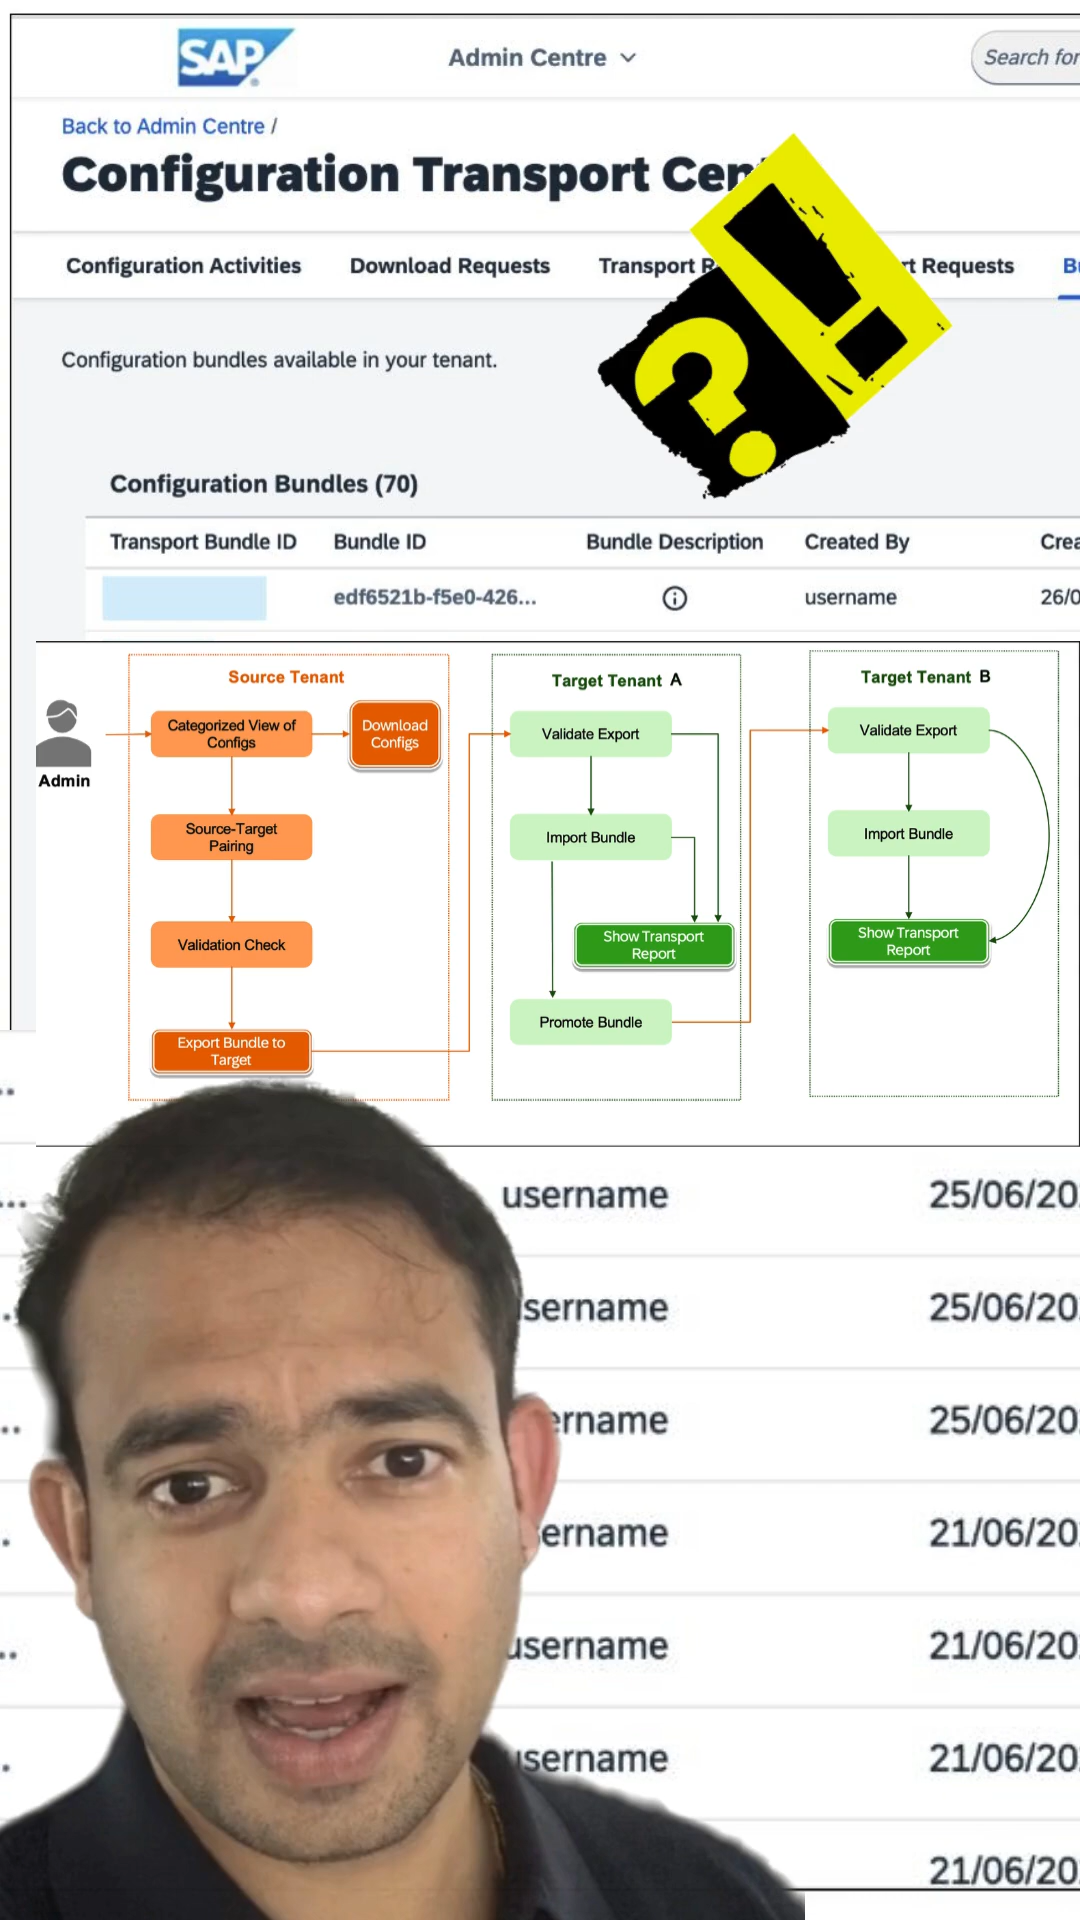 SAP
Admin Centre
Search for
Back to Admin Centre /
Configuration Transport Cen
Configuration Activities
Download Requests
Transport R
rt Requests
Configuration bundles available in your tenant.
?!
Configuration Bundles (70)
Transport Bundle ID
Bundle ID
Bundle Description
Created By
Crea
edf6521b-f5e0-426...
username
26/0
Source Tenant
Target Tenant A
Target Tenant B
Admin
Categorized View of
Configs
Download
Configs
Validate Export
Validate Export
Source-Target
Pairing
Import Bundle
Import Bundle
Validation Check
Show Transport
Report
Show Transport
Report
Export Bundle to
Target
Promote Bundle
username
25/06/20
sername
25/06/20
ername
25/06/20
ername
21/06/20
username
21/06/20
username
21/06/20
21/06/20